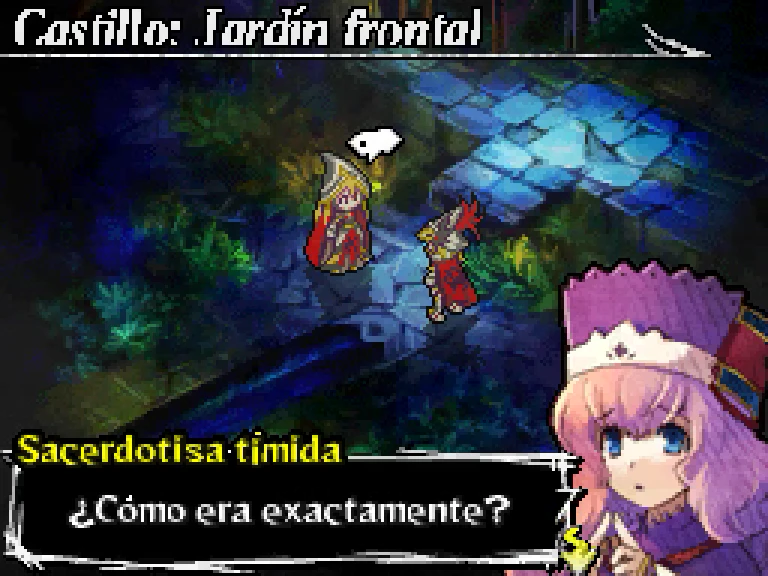 Castillo: Jardín frontal
Sacerdotisa tímida
¿Cómo era exactamente?